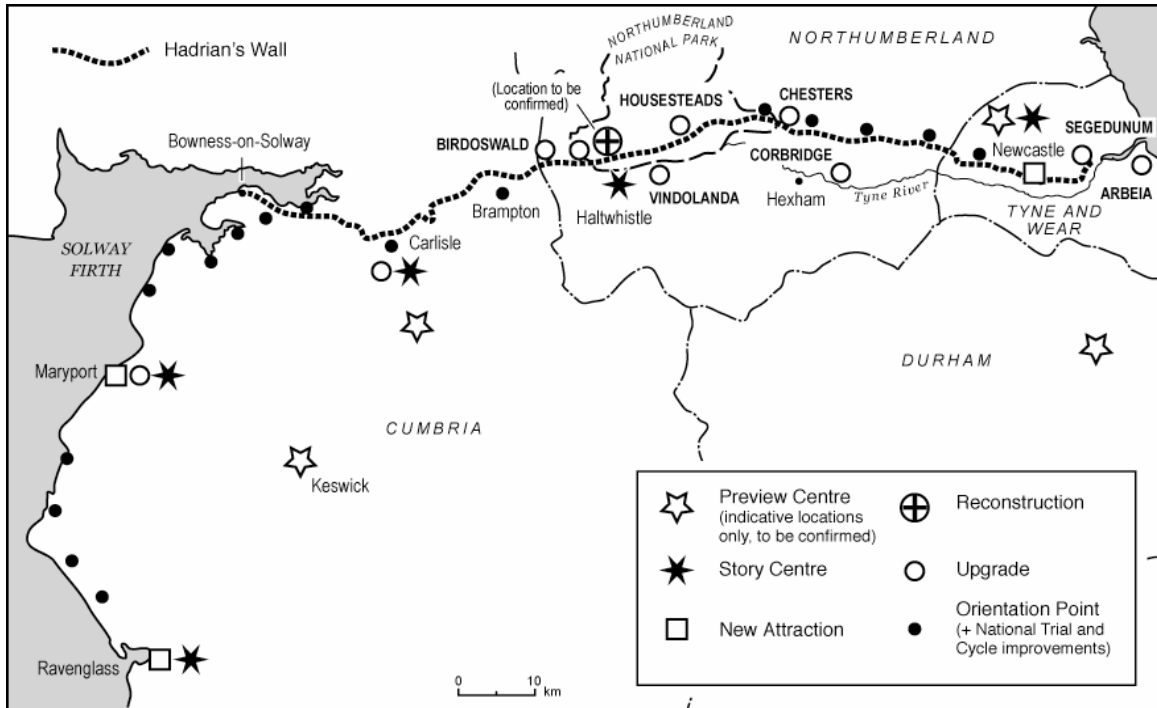 Hadrian's Wall
NORTHUMBERLAND
NATIONAL PARK
NORTHUMBERLAND
(Location to be
confirmed)
HOUSESTEADS
CHESTERS
Bowness-on-Solway
BIRDOSWALD
SEGEDUNUM
Newcastle
CORBRIDGE
VINDOLANDA
Hexham
Tyne River
ARBEIA
Haltwhistle
Brampton
TYNE AND
WEAR
Carlisle
SOLWAY
FIRTH
Maryport
DURHAM
CUMBRIA
Keswick
Preview Centre
(indicative locations
only, to be confirmed)
Reconstruction
Story Centre
Upgrade
New Attraction
Orientation Point
(+ National Trial and
Cycle improvements)
Ravenglass
0 10
km